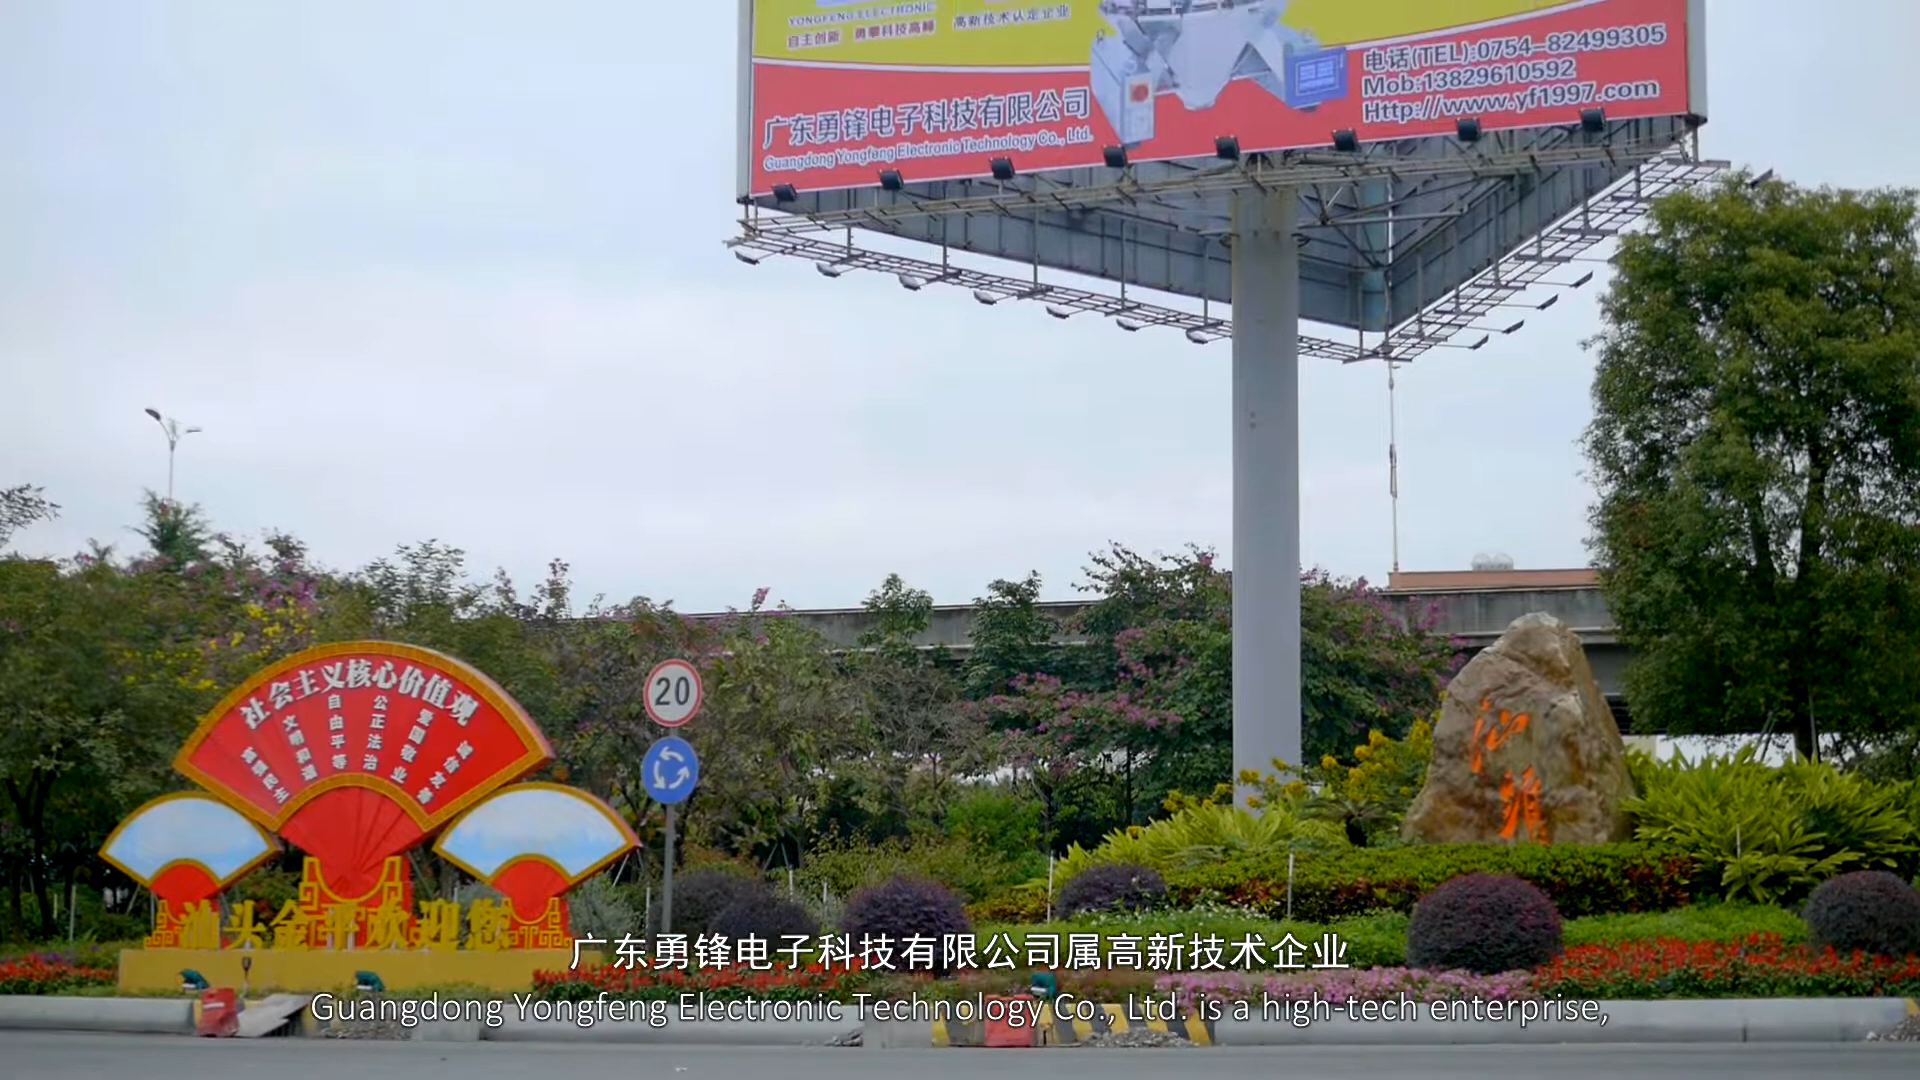 YONGFENG ELECTRONIC
自主创新 勇攀科技高峰
高新技术认定企业
广东勇锋电子科技有限公司
Guangdong Yongfeng Electronic Technology Co., Ltd.
电话(TEL):0754-82499305
Mob:13829610592
Http://www.yf1997.com
社会主义核心价值观
富强民主
文明和谐
自由平等
公正法治
爱国敬业
诚信友善
20
汕头金平欢迎您
广东勇锋电子科技有限公司属高新技术企业
Guangdong Yongfeng Electronic Technology Co., Ltd. is a high-tech enterprise,